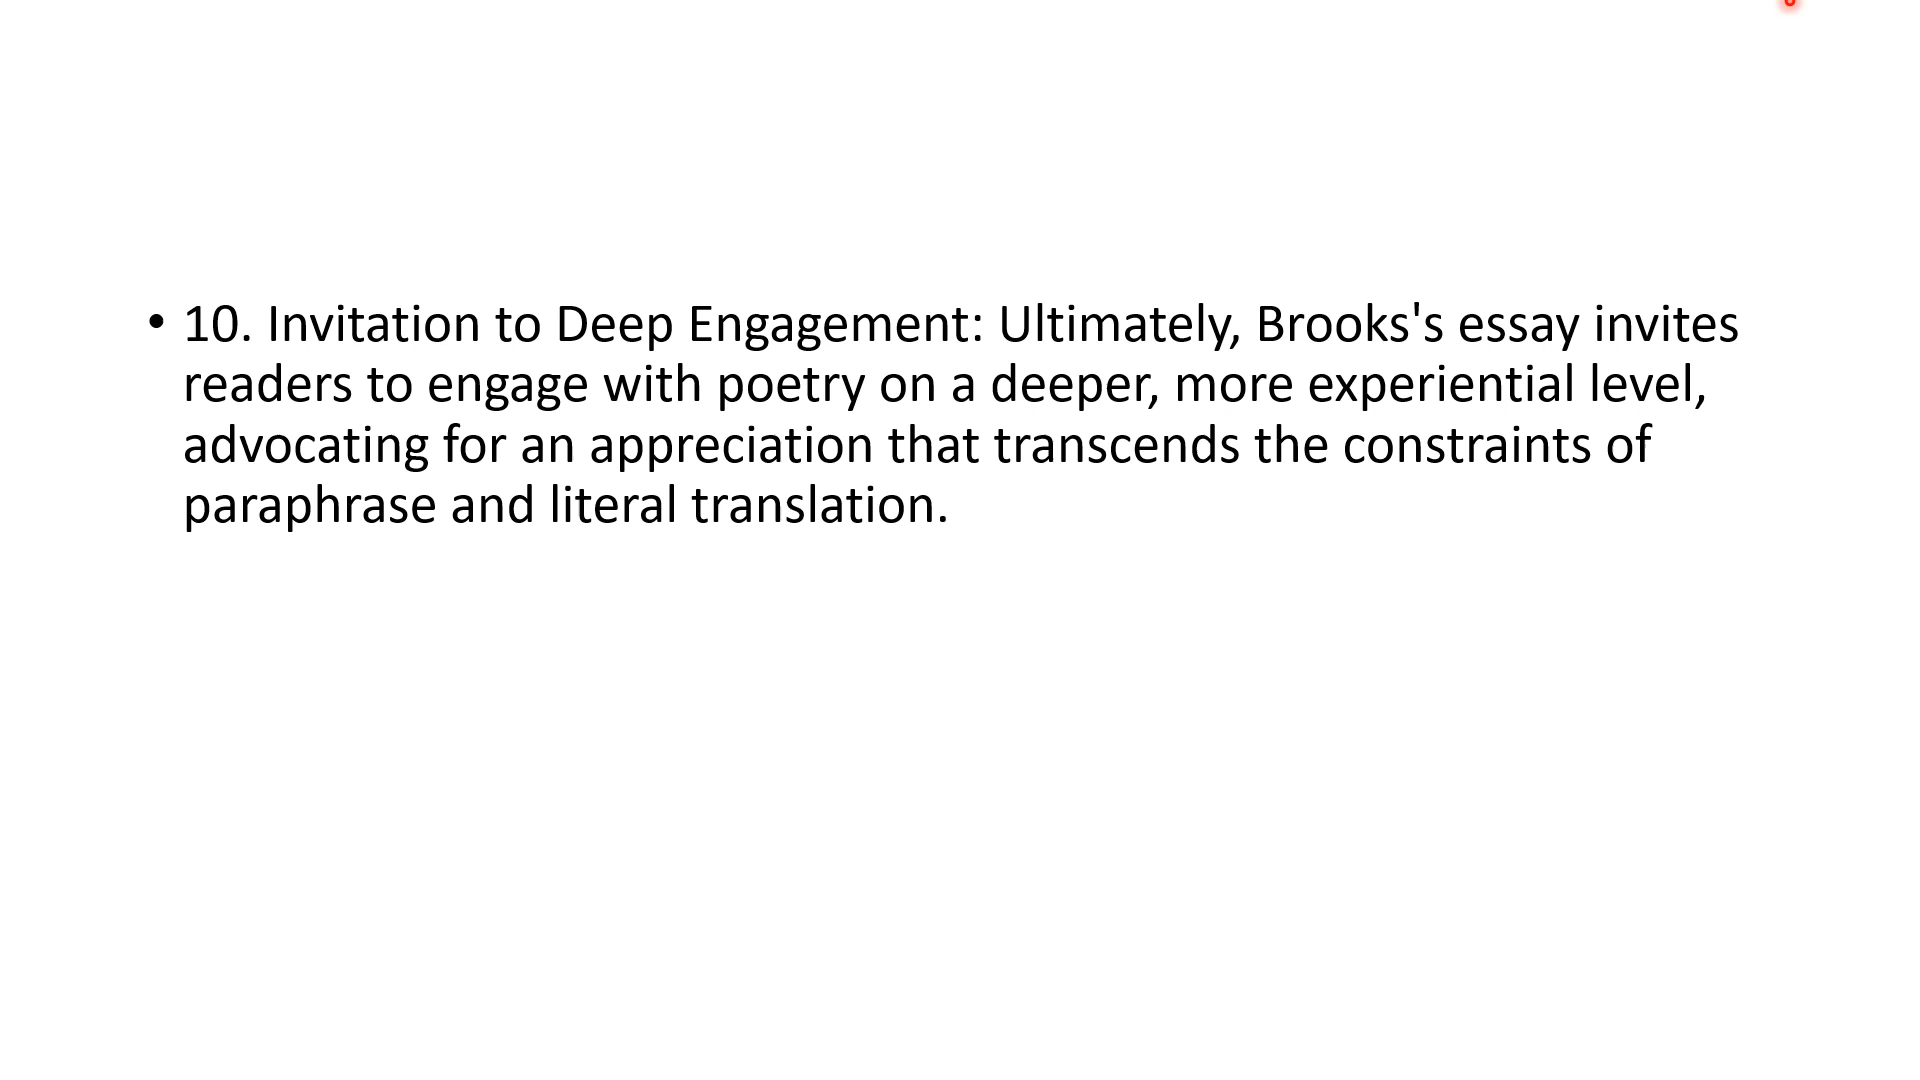 • 10. Invitation to Deep Engagement: Ultimately, Brooks's essay invites
readers to engage with poetry on a deeper, more experiential level,
advocating for an appreciation that transcends the constraints of
paraphrase and literal translation.